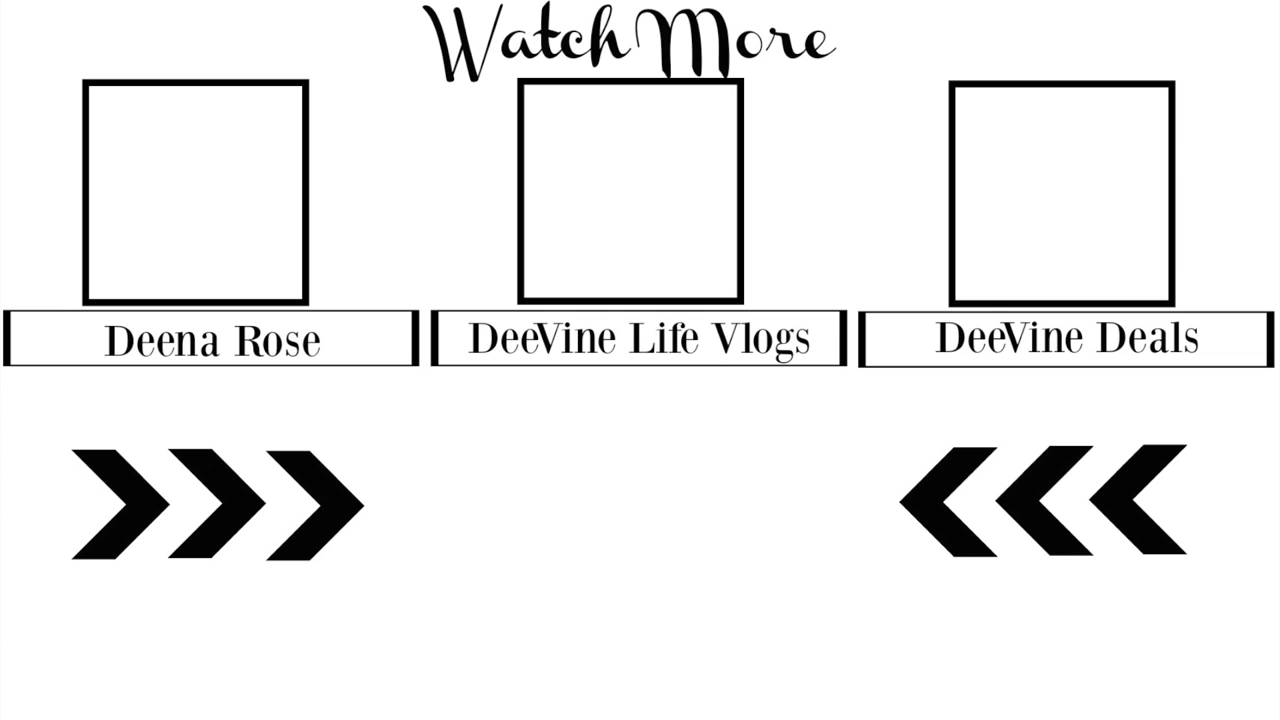 Watch More
Deena Rose
DeeVine Life Vlogs
DeeVine Deals